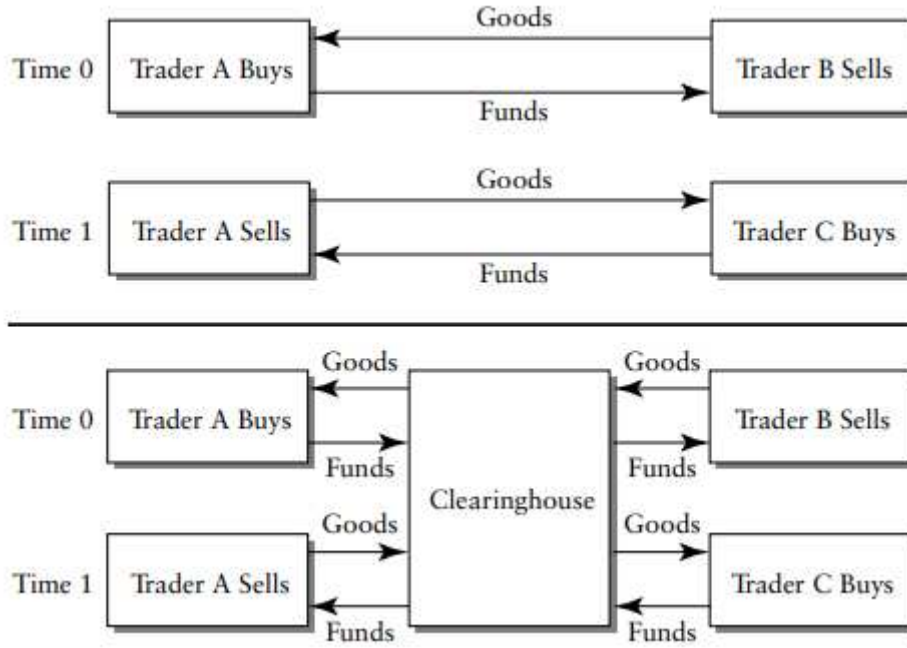 Goods
Time 0 Trader A Buys Trader B Sells
Funds
Goods
Time 1 Trader A Sells Trader C Buys
Funds
Goods Goods
Time 0 Trader A Buys Trader B Sells
Funds Funds
Clearinghouse
Goods Goods
Time 1 Trader A Sells Trader C Buys
Funds Funds